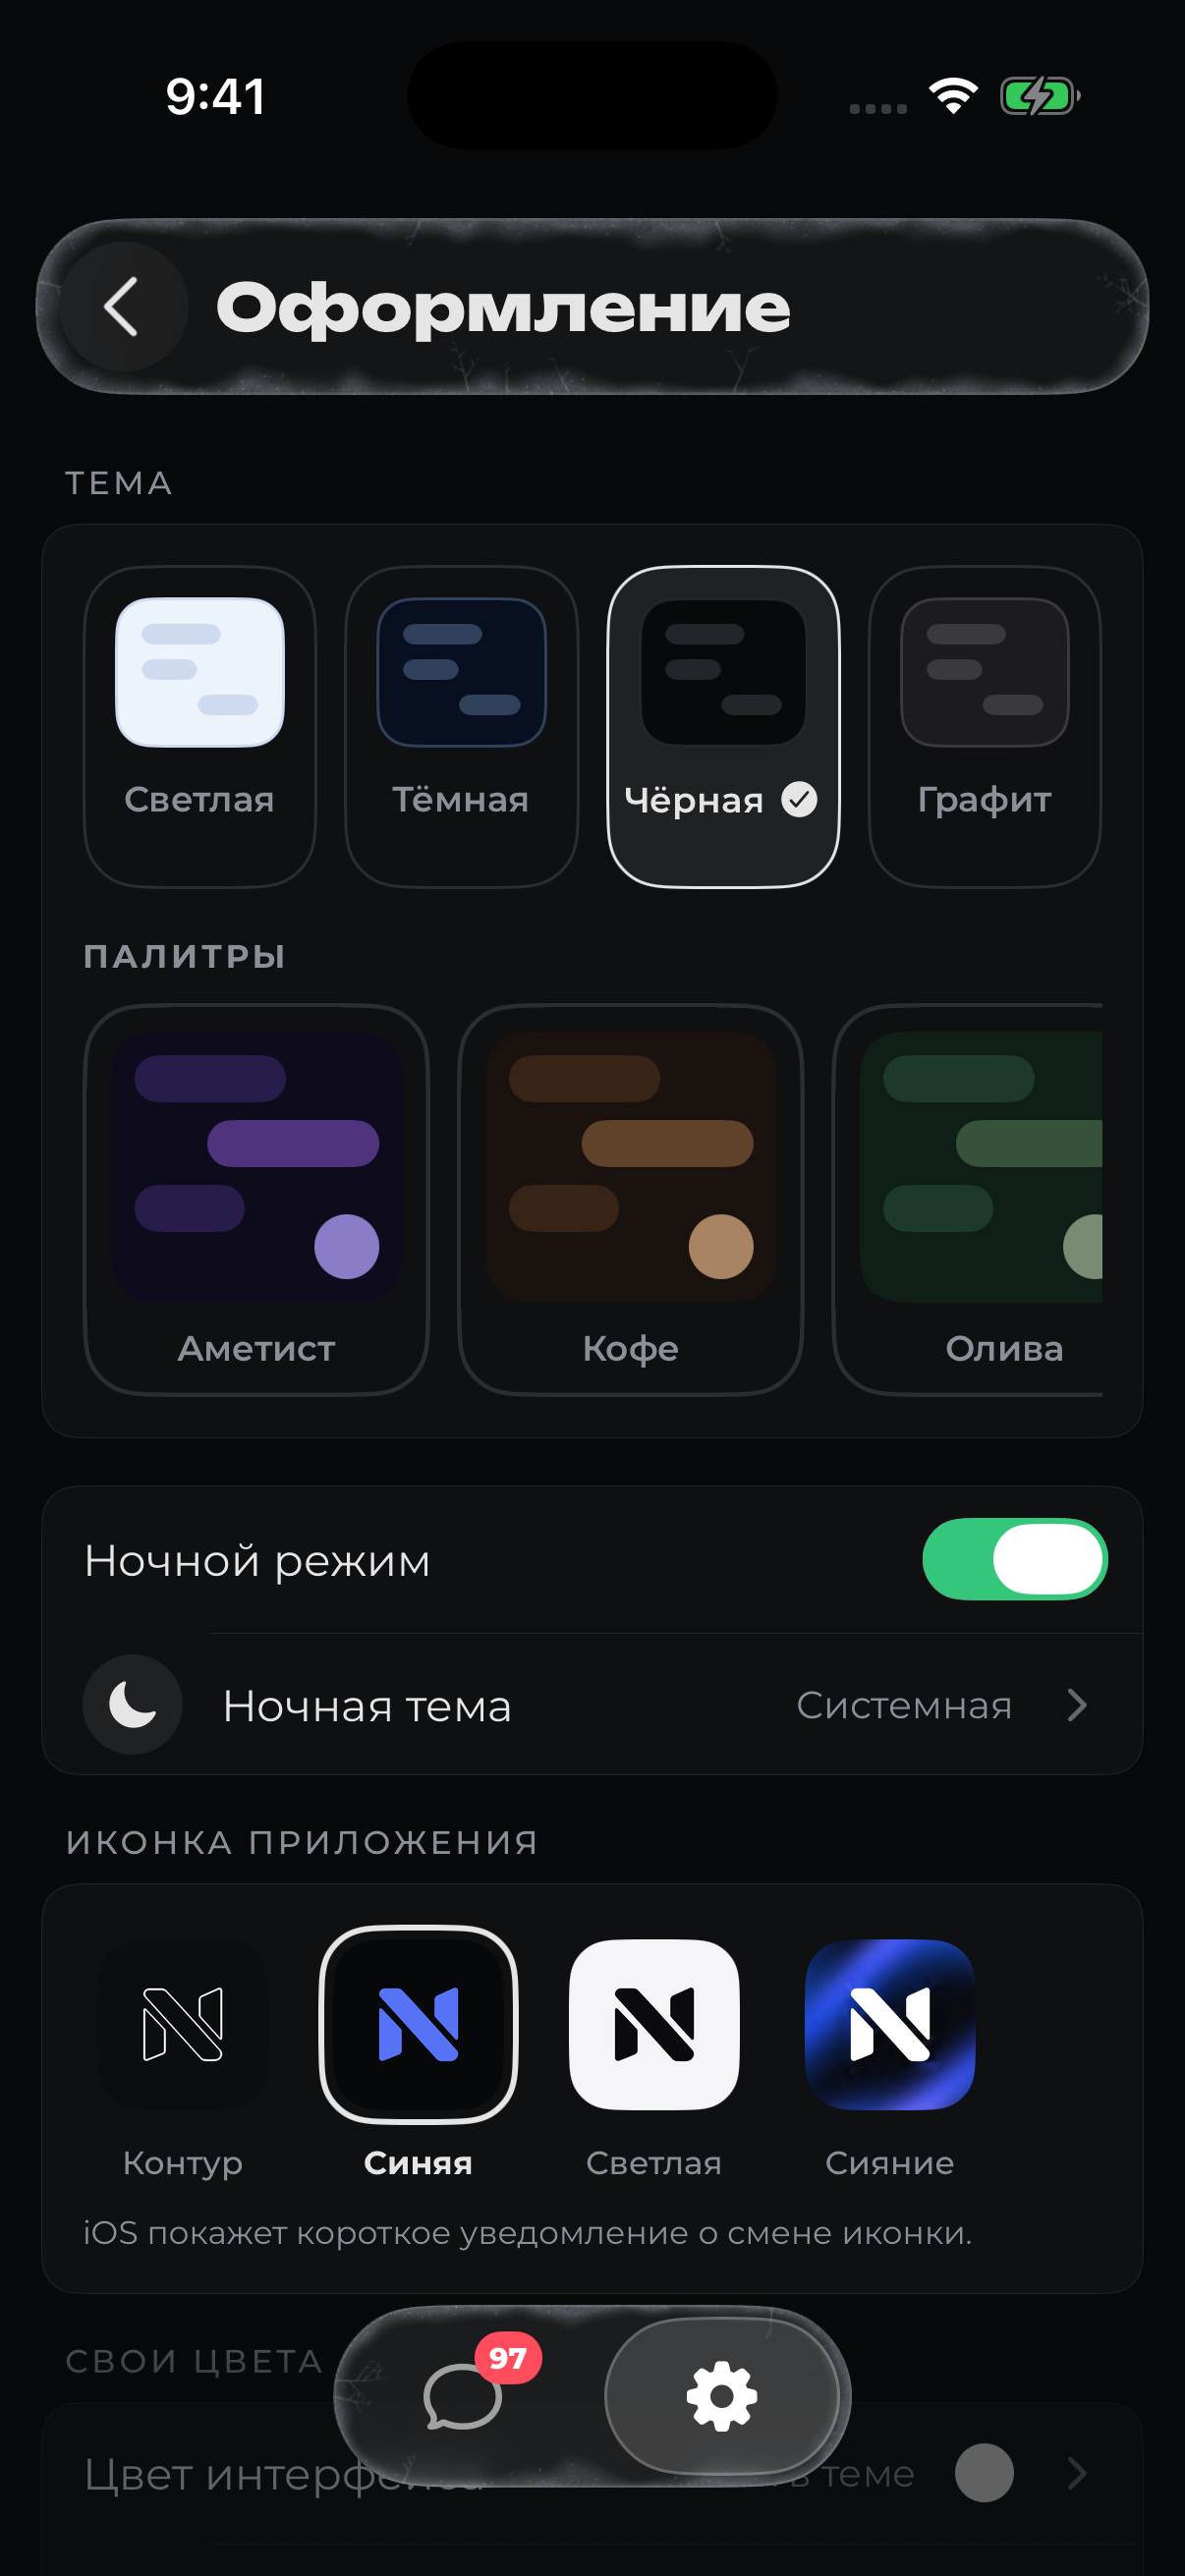 9:41
Оформление
ТЕМА
Светлая
Тёмная
Чёрная
Графит
ПАЛИТРЫ
Аметист
Кофе
Олива
Ночной режим
Ночная тема
Системная
ИКОНКА ПРИЛОЖЕНИЯ
Контур
Синяя
Светлая
Сияние
iOS покажет короткое уведомление о смене иконки.
97
СВОИ ЦВЕТА
Цвет интерфейса
теме